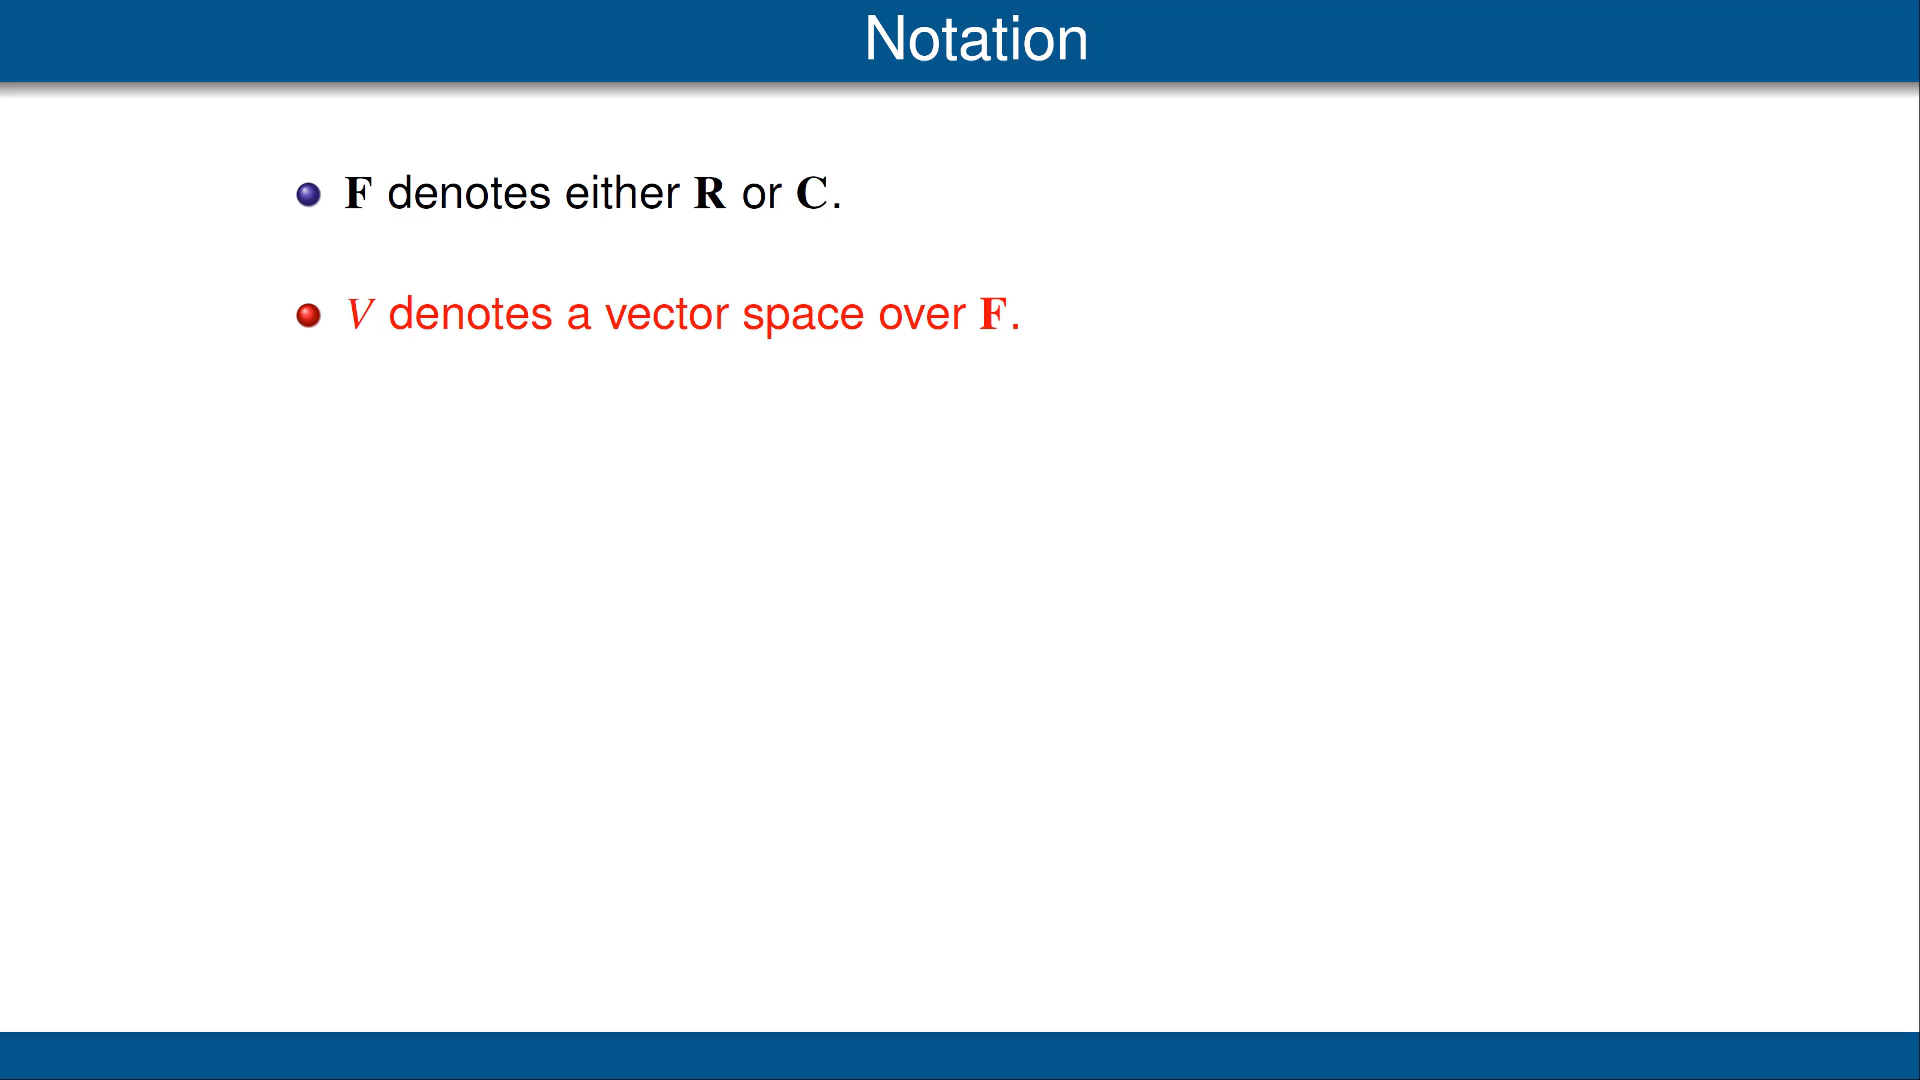 Notation
F denotes either R or C.
V denotes a vector space over F.